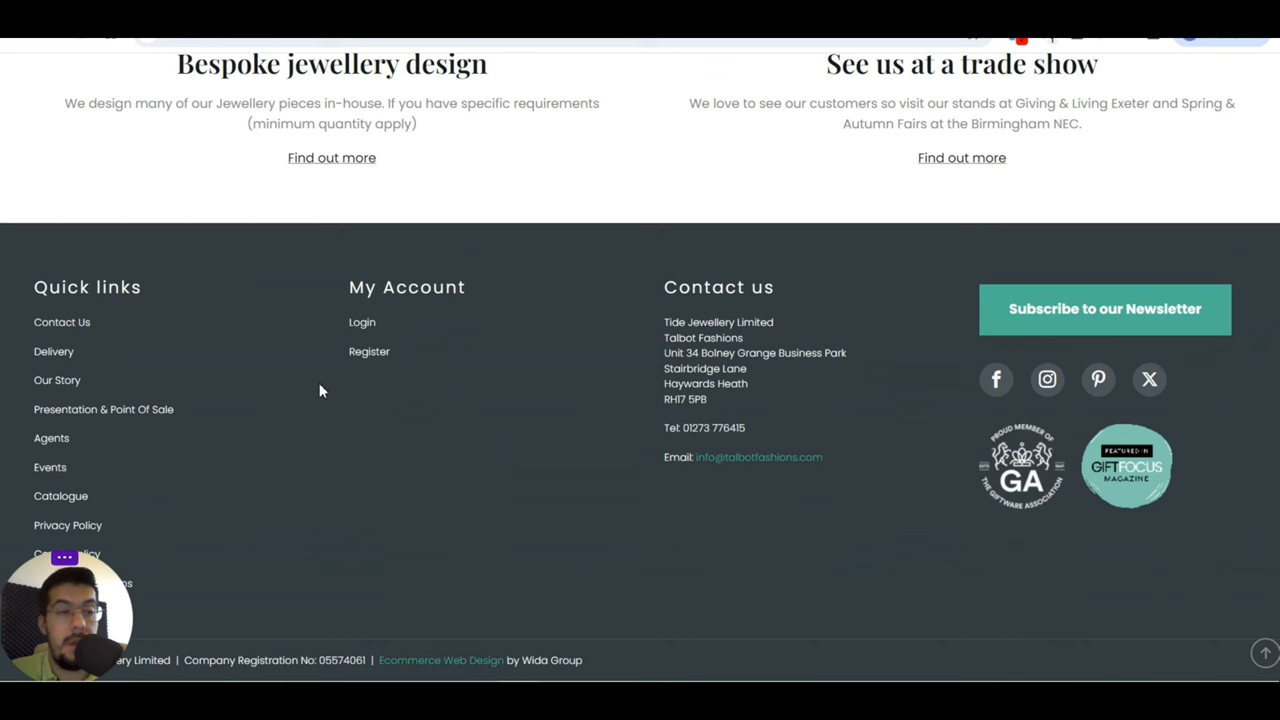 Bespoke jewellery design
We design many of our Jewellery pieces in-house. If you have specific requirements
(minimum quantity apply)
Find out more
See us at a trade show
We love to see our customers so visit our stands at Giving & Living Exeter and Spring &
Autumn Fairs at the Birmingham NEC.
Find out more
Quick links
Contact Us
Delivery
Our Story
Presentation & Point Of Sale
Agents
Events
Catalogue
Privacy Policy
My Account
Login
Register
Contact us
Tide Jewellery Limited
Talbot Fashions
Unit 34 Bolney Grange Business Park
Stairbridge Lane
Haywards Heath
RH17 5PB
Tel: 01273 776415
Email: info@talbotfashions.com
Subscribe to our Newsletter
PROUD MEMBER OF
GA
THE GIFTWARE ASSOCIATION
FEATURED IN
GIFTFOCUS
MAGAZINE
Limited | Company Registration No: 05574061 | Ecommerce Web Design by Wida Group